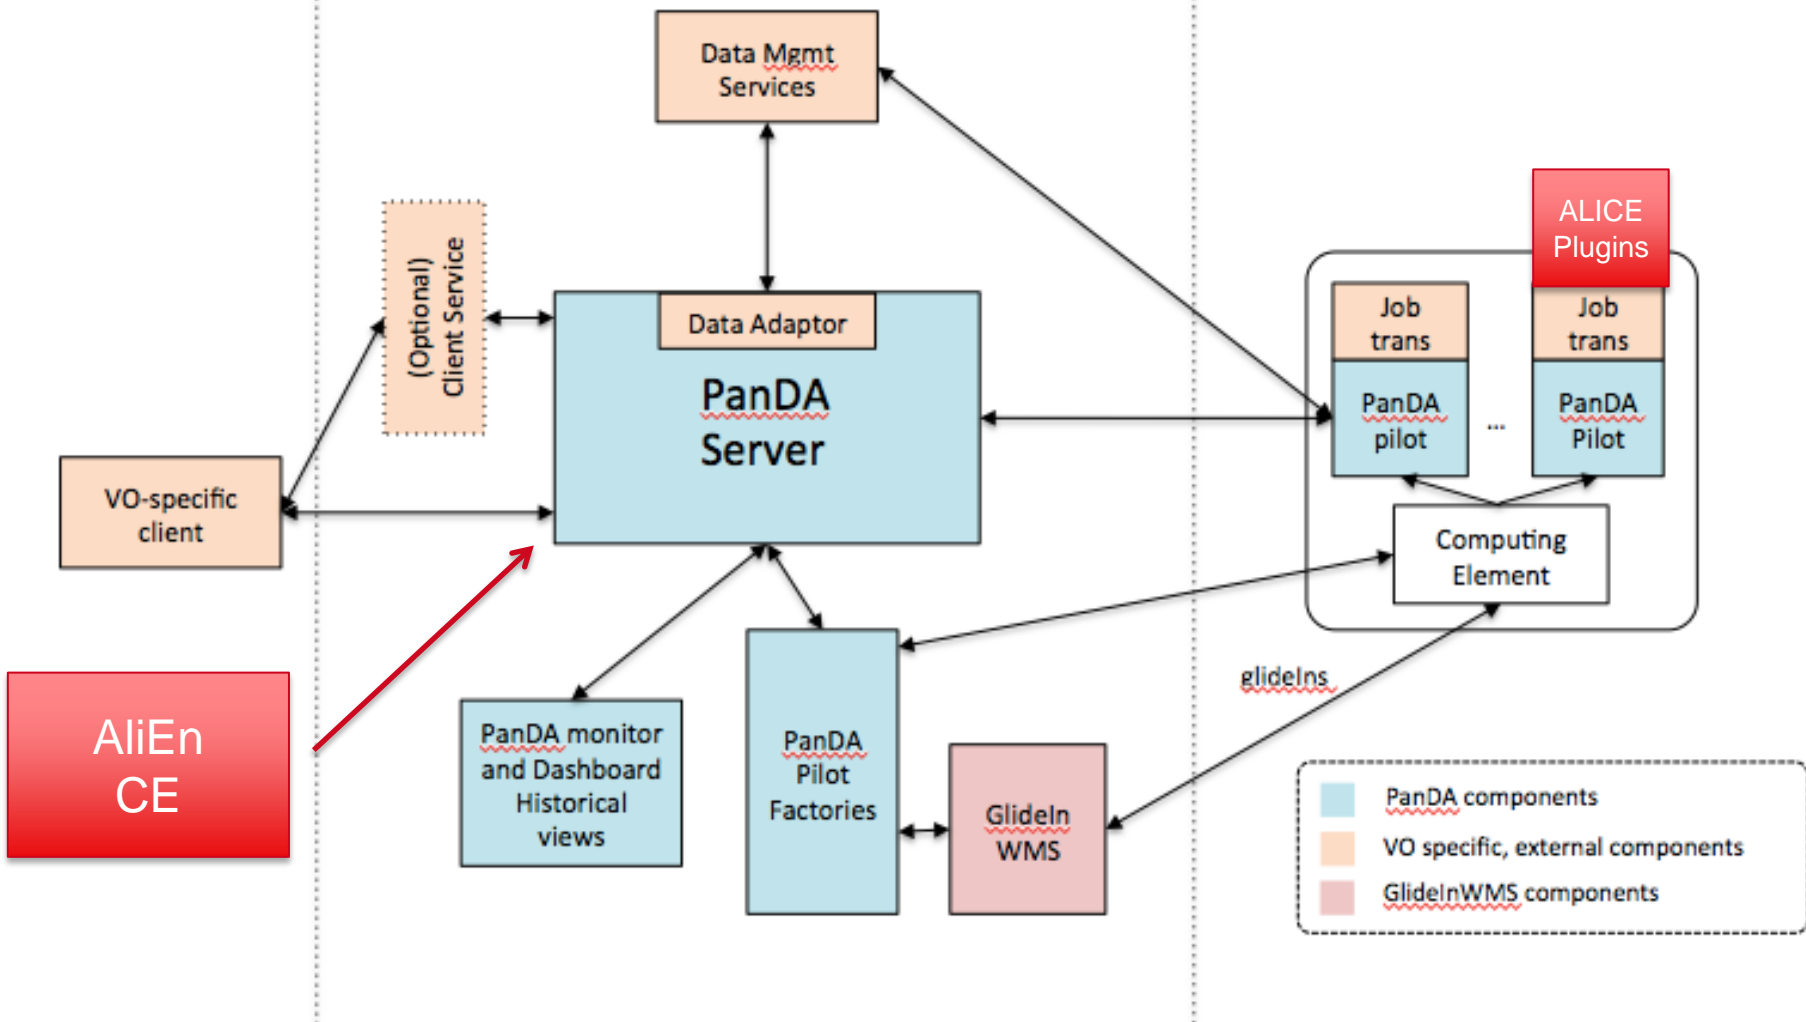 Data Mgmt
Services
ALICE
Plugins
(Optional)
Client Service
Data Adaptor
PanDA
Server
Job
trans
Job
trans
PanDA
pilot
...
PanDA
Pilot
VO-specific
client
Computing
Element
AliEn
CE
PanDA monitor
and Dashboard
Historical
views
PanDA
Pilot
Factories
GlideIn
WMS
glideIns
PanDA components
VO specific, external components
GlideInWMS components